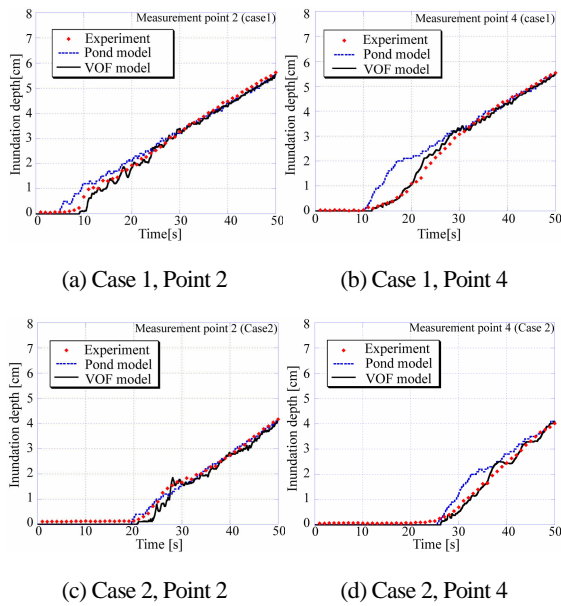 Measurement point 2 (case1)
Experiment
Pond model
VOF model
Inundation depth[cm]
8
7
6
5
4
3
2
1
0
0 10 20 30 40 50
Time[s]
(a) Case 1, Point 2
Measurement point 4 (case1)
Experiment
Pond model
VOF model
Inundation depth[cm]
8
7
6
5
4
3
2
1
0
0 10 20 30 40 50
Time[s]
(b) Case 1, Point 4
Measurement point 2 (Case2)
Experiment
Pond model
VOF model
Inundation depth [cm]
8
7
6
5
4
3
2
1
0
0 10 20 30 40 50
Time [s]
(c) Case 2, Point 2
Measurement point 4 (Case 2)
Experiment
Pond model
VOF model
Inundation depth [cm]
8
7
6
5
4
3
2
1
0
0 10 20 30 40 50
Time [s]
(d) Case 2, Point 4